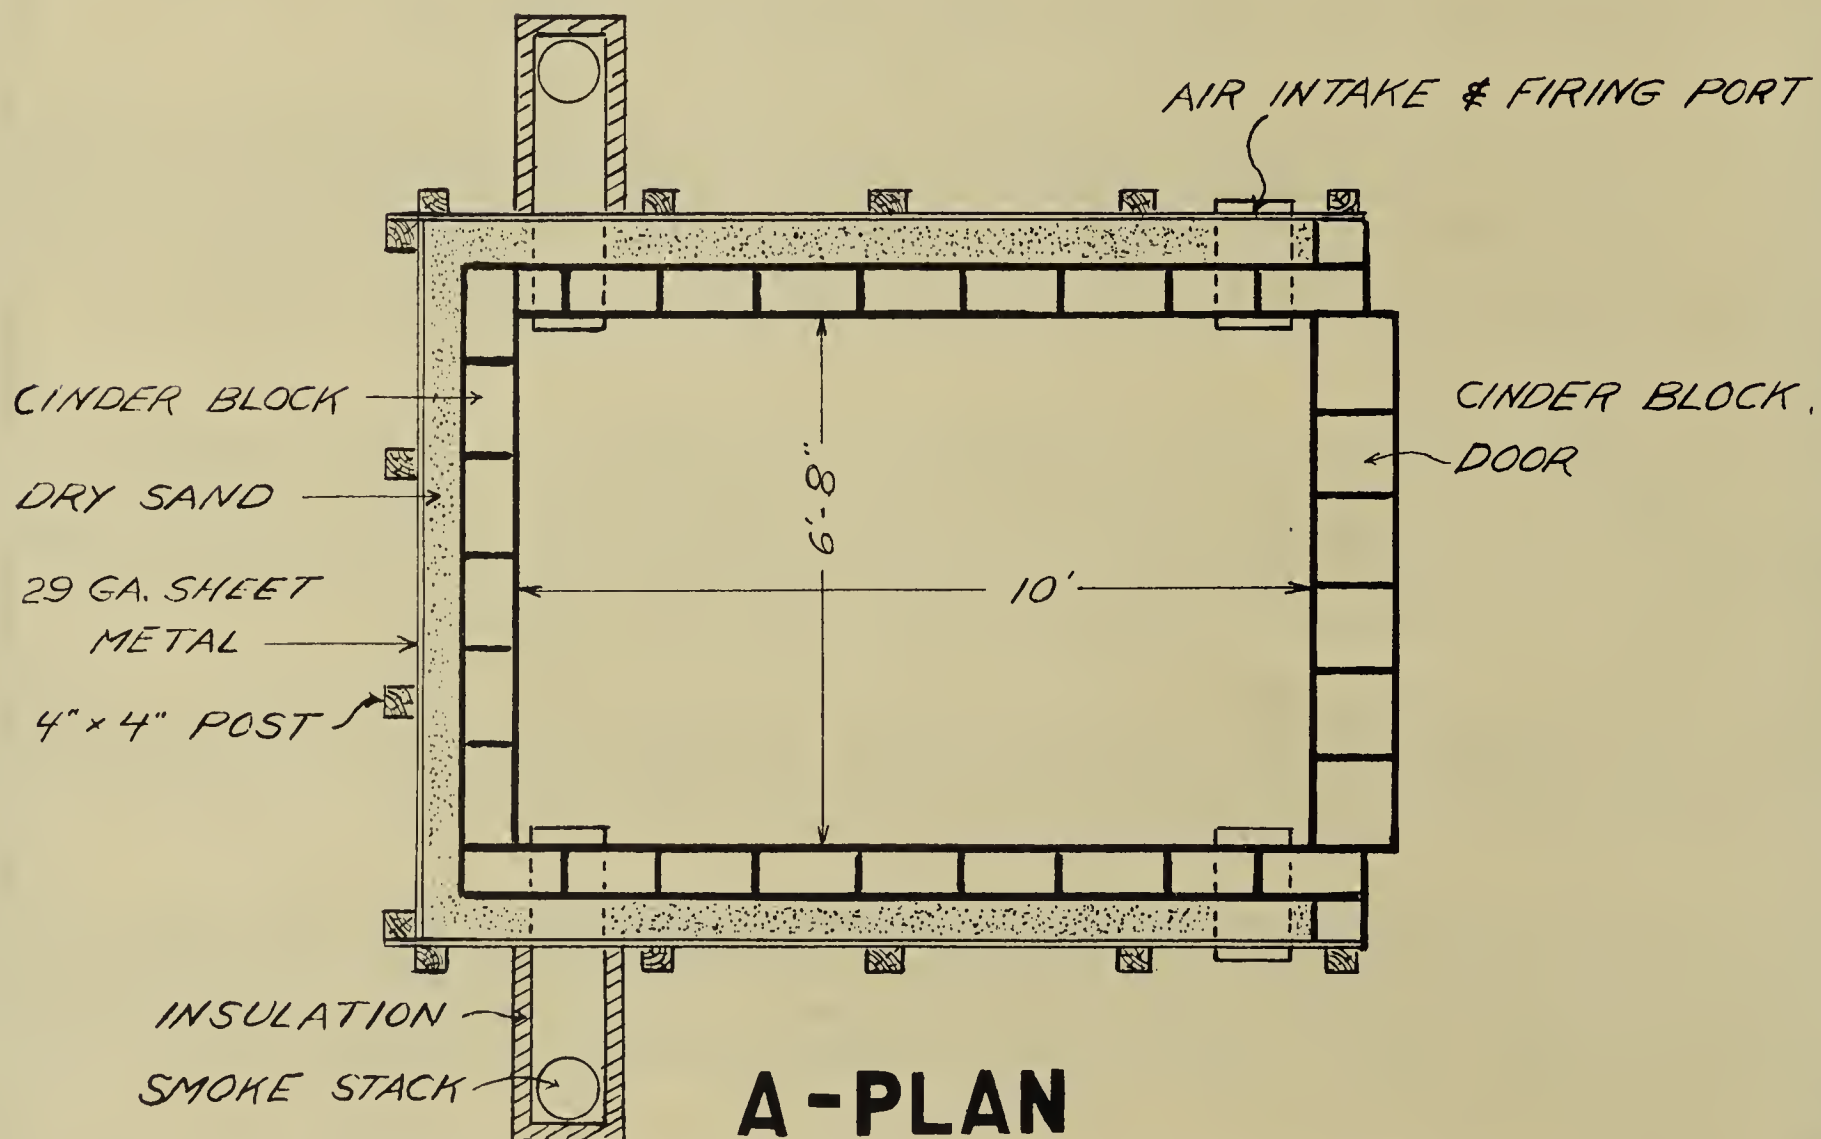 AIR INTAKE & FIRING PORT
CINDER BLOCK
CINDER BLOCK.
DOOR
DRY SAND
6'-8"
10'
29 GA. SHEET
METAL
4" x 4" POST
INSULATION
SMOKE STACK
A-PLAN